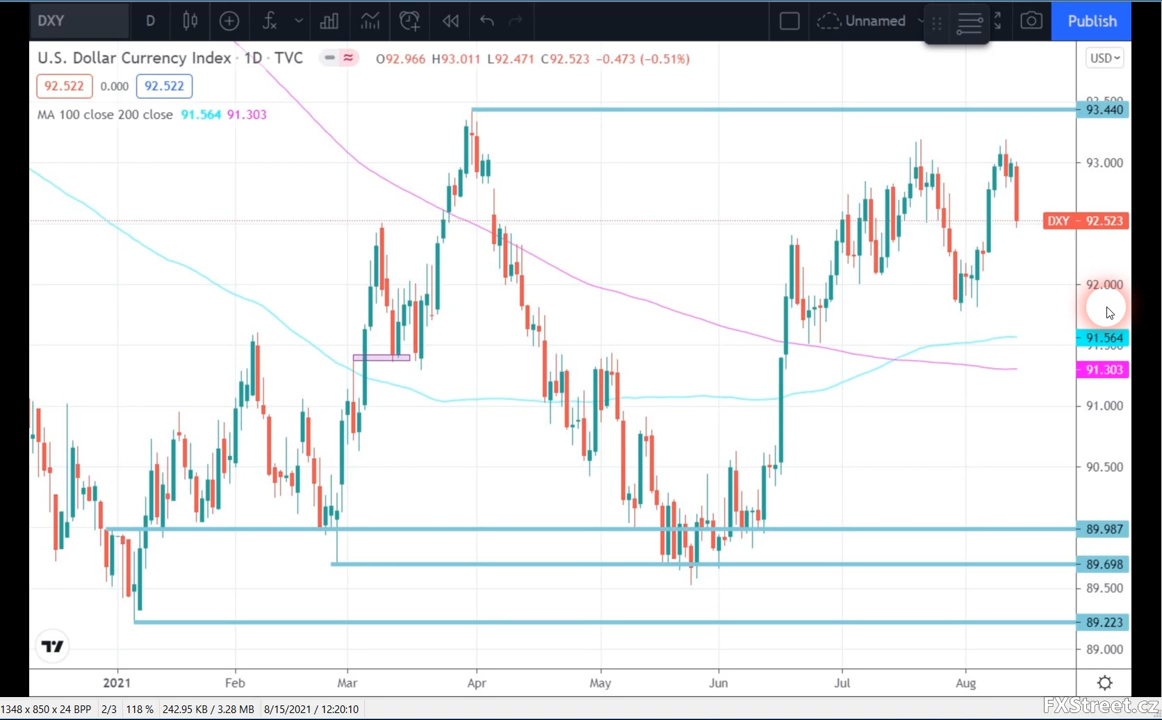 DXY D Unnamed Publish
U.S. Dollar Currency Index · 1D · TVC O92.966 H93.011 L92.471 C92.523 −0.473 (−0.51%) USD
92.522 0.000 92.522
MA 100 close 200 close 91.564 91.303
93.500
93.440
93.000
DXY 92.523
92.000
91.564
91.500
91.303
91.000
90.500
89.987
89.698
89.500
89.223
89.000
2021 Feb Mar Apr May Jun Jul Aug
1348 x 850 x 24 BPP 2/3 118 % 242.95 KB / 3.28 MB 8/15/2021 / 12:20:10
FXStreet.cz